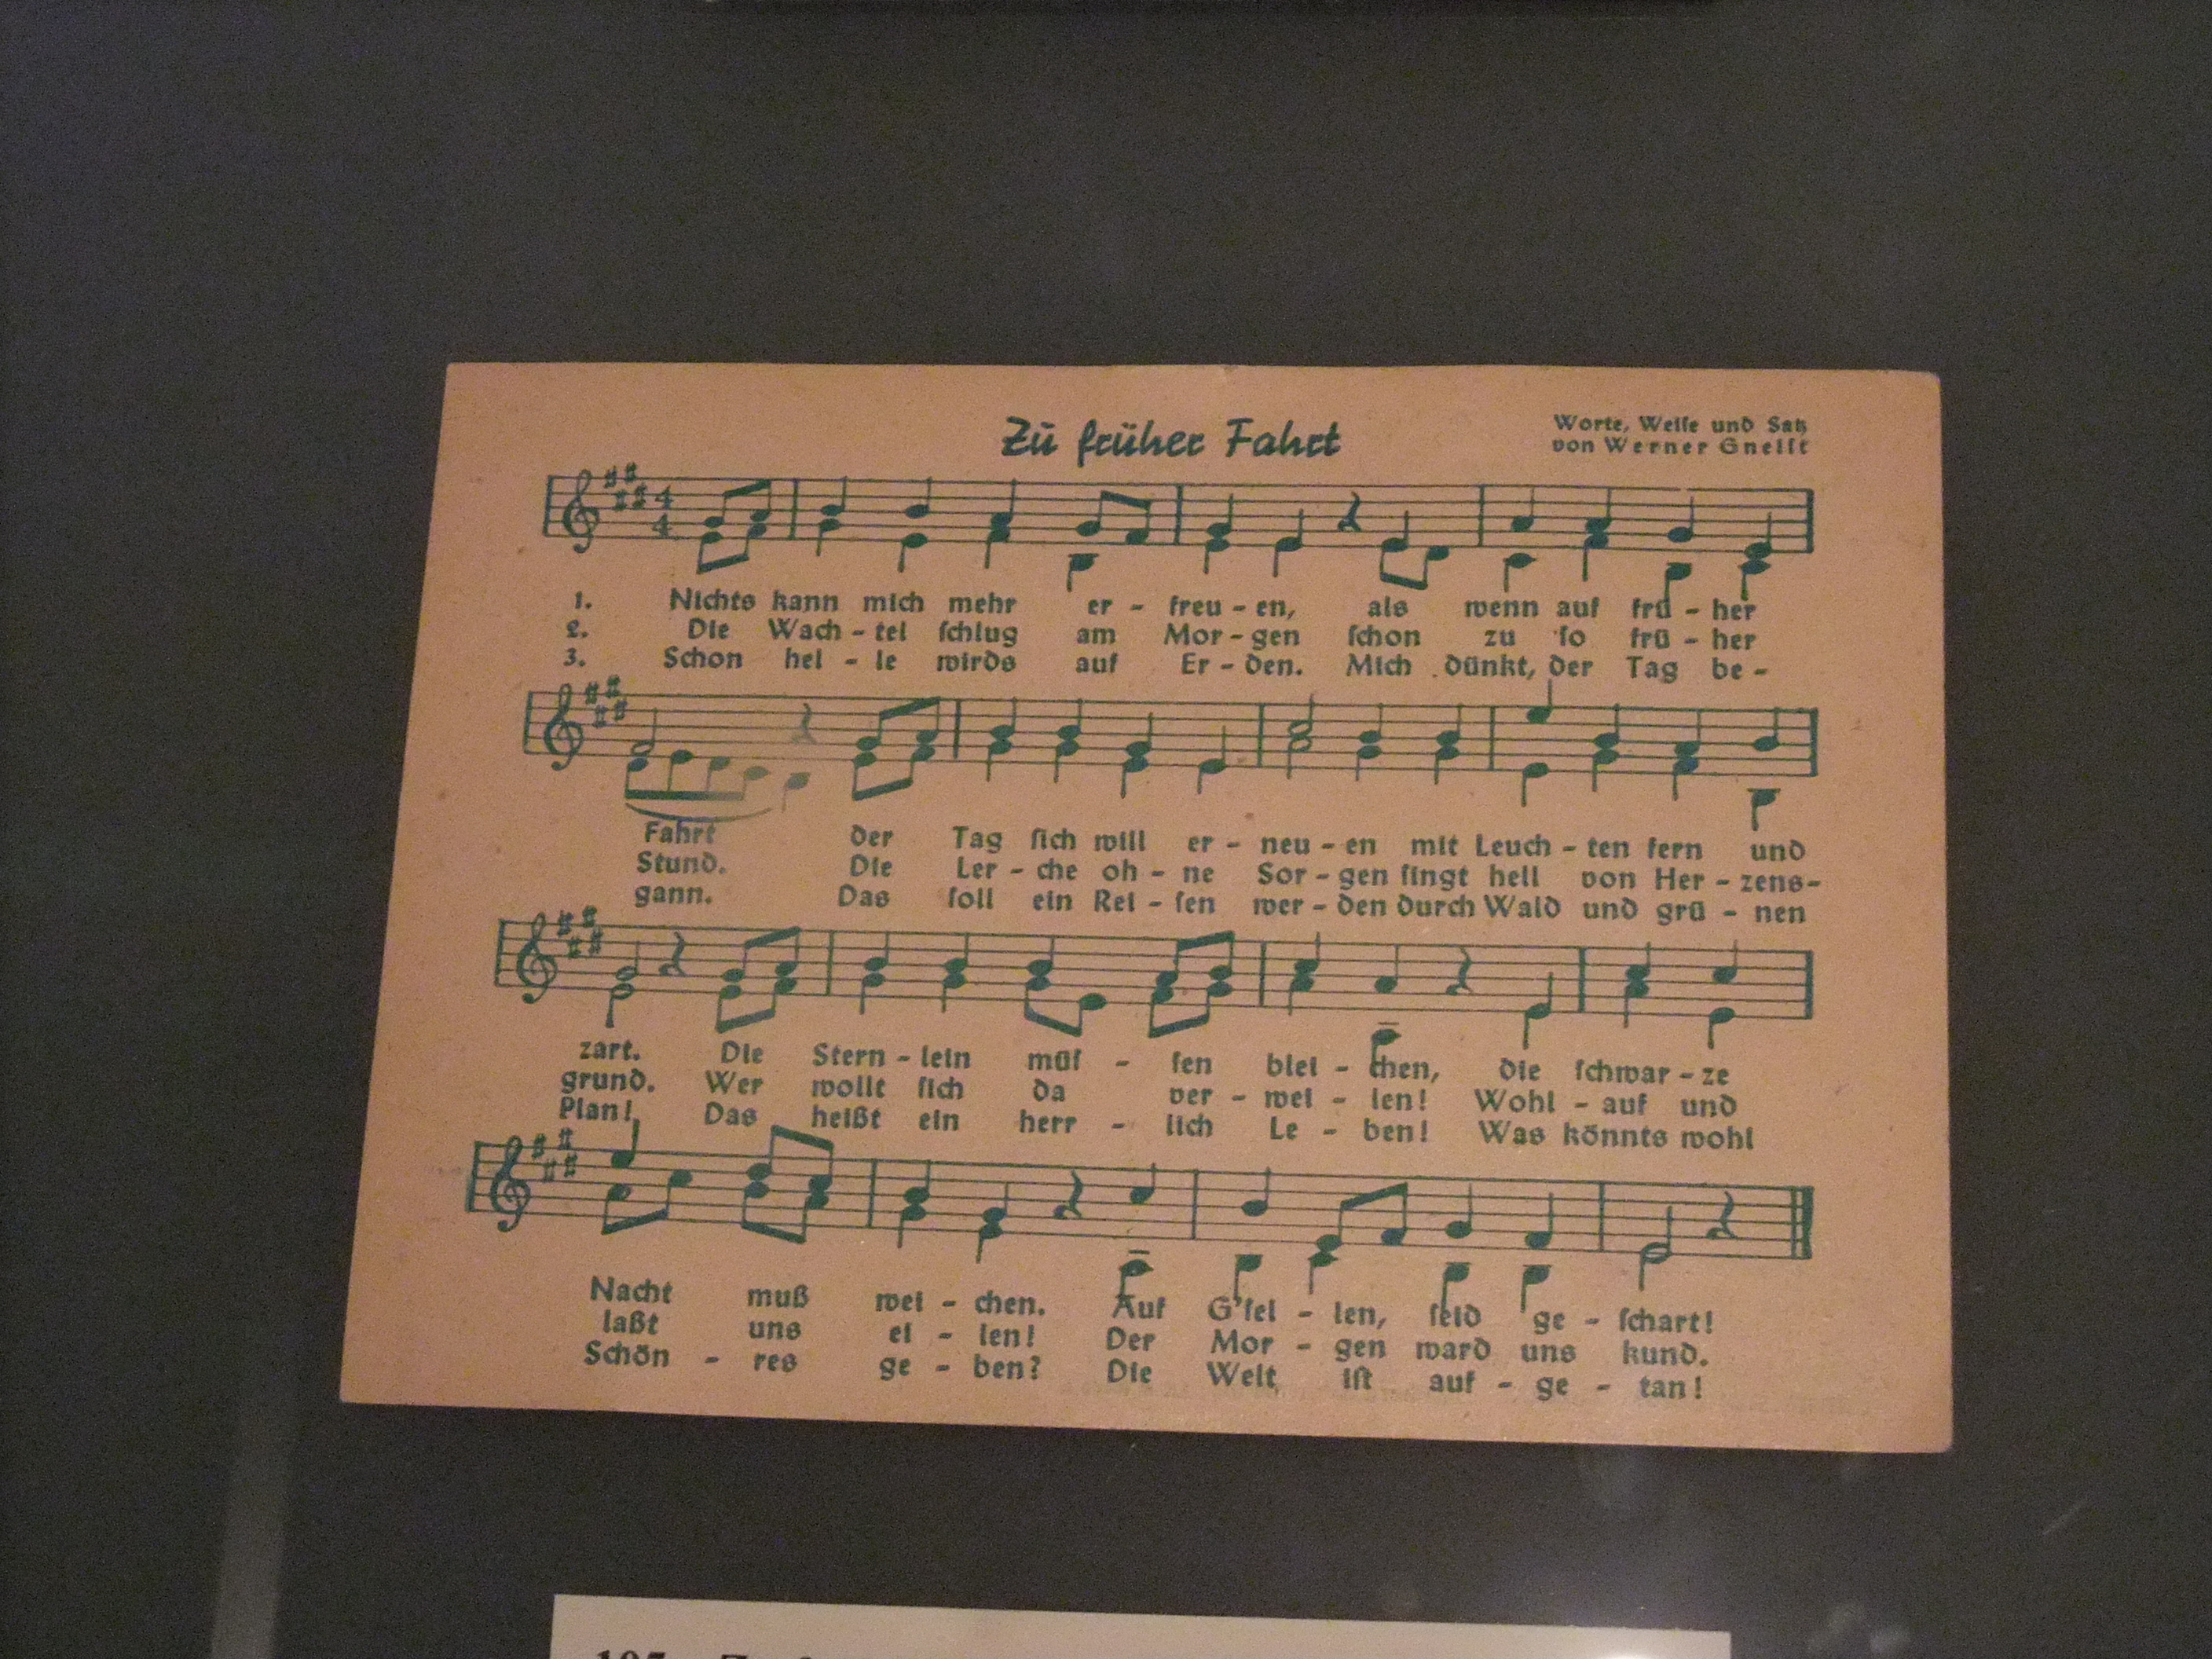 Zu früher Fahrt
Worte, Weiſe und Satz
von Werner Gneiſt
4
4
1. Nichts kann mich mehr er - freu - en, als wenn auf frü - her
2. Die Wach - tel ſchlug am Mor - gen ſchon zu ſo frü - her
3. Schon hel - le wirds auf Er - den. Mich dünkt, der Tag be -
Fahrt der Tag ſich will er - neu - en mit Leuch - ten fern und
Stund. Die Ler - che oh - ne Sor - gen ſingt hell von Her - zens-
gann. Das ſoll ein Rei - ſen wer - den durch Wald und grü - nen
zart. Die Stern - lein müſ - ſen blei - chen, die ſchwar - ze
grund. Wer wollt ſich da ver - wei - len! Wohl - auf und
Plan! Das heißt ein herr - lich Le - ben! Was könnts wohl
Nacht muß wei - chen. Auf G'ſel - len, ſeid ge - ſchart!
laßt uns ei - len! Der Mor - gen ward uns kund.
Schön - res ge - ben? Die Welt iſt auf - ge - tan!